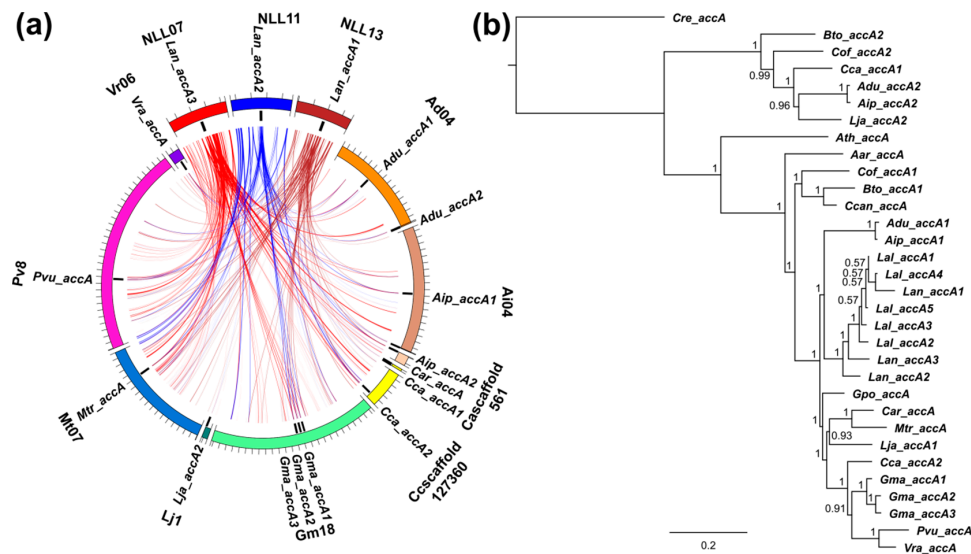 (a)
NLL07
Lan_accA3
NLL11
Lan_accA2
NLL13
Lan_accA1
Vr06
Vra_accA
Ad04
Adu_accA1
Adu_accA2
Pv8
Pvu_accA
Aip_accA1
Ai04
Aip_accA2
Car_accA
Cca_accA1
Cascaffold
561
Cca_accA2
Ccscaffold
127360
Mtr_accA
Mt07
Lja_accA2
Lj1
Gma_accA3
Gma_accA2
Gma_accA1
Gm18
(b)
Cre_accA
Bto_accA2
1
Cof_accA2
1
0.99
Cca_accA1
1
Adu_accA2
1
Aip_accA2
0.96
Lja_accA2
Ath_accA
1
Aar_accA
1
Cof_accA1
1
Bto_accA1
1
Ccan_accA
Adu_accA1
1
Aip_accA1
Lal_accA1
0.57
Lal_accA4
0.57
0.57
Lan_accA1
0.57
Lal_accA5
Lal_accA3
Lal_accA2
1
1
1
Lan_accA3
1
Lan_accA2
Gpo_accA
1
Car_accA
1
Mtr_accA
0.93
Lja_accA1
1
Cca_accA2
1
Gma_accA1
1
Gma_accA2
1
Gma_accA3
0.91
Pvu_accA
1
Vra_accA
0.2